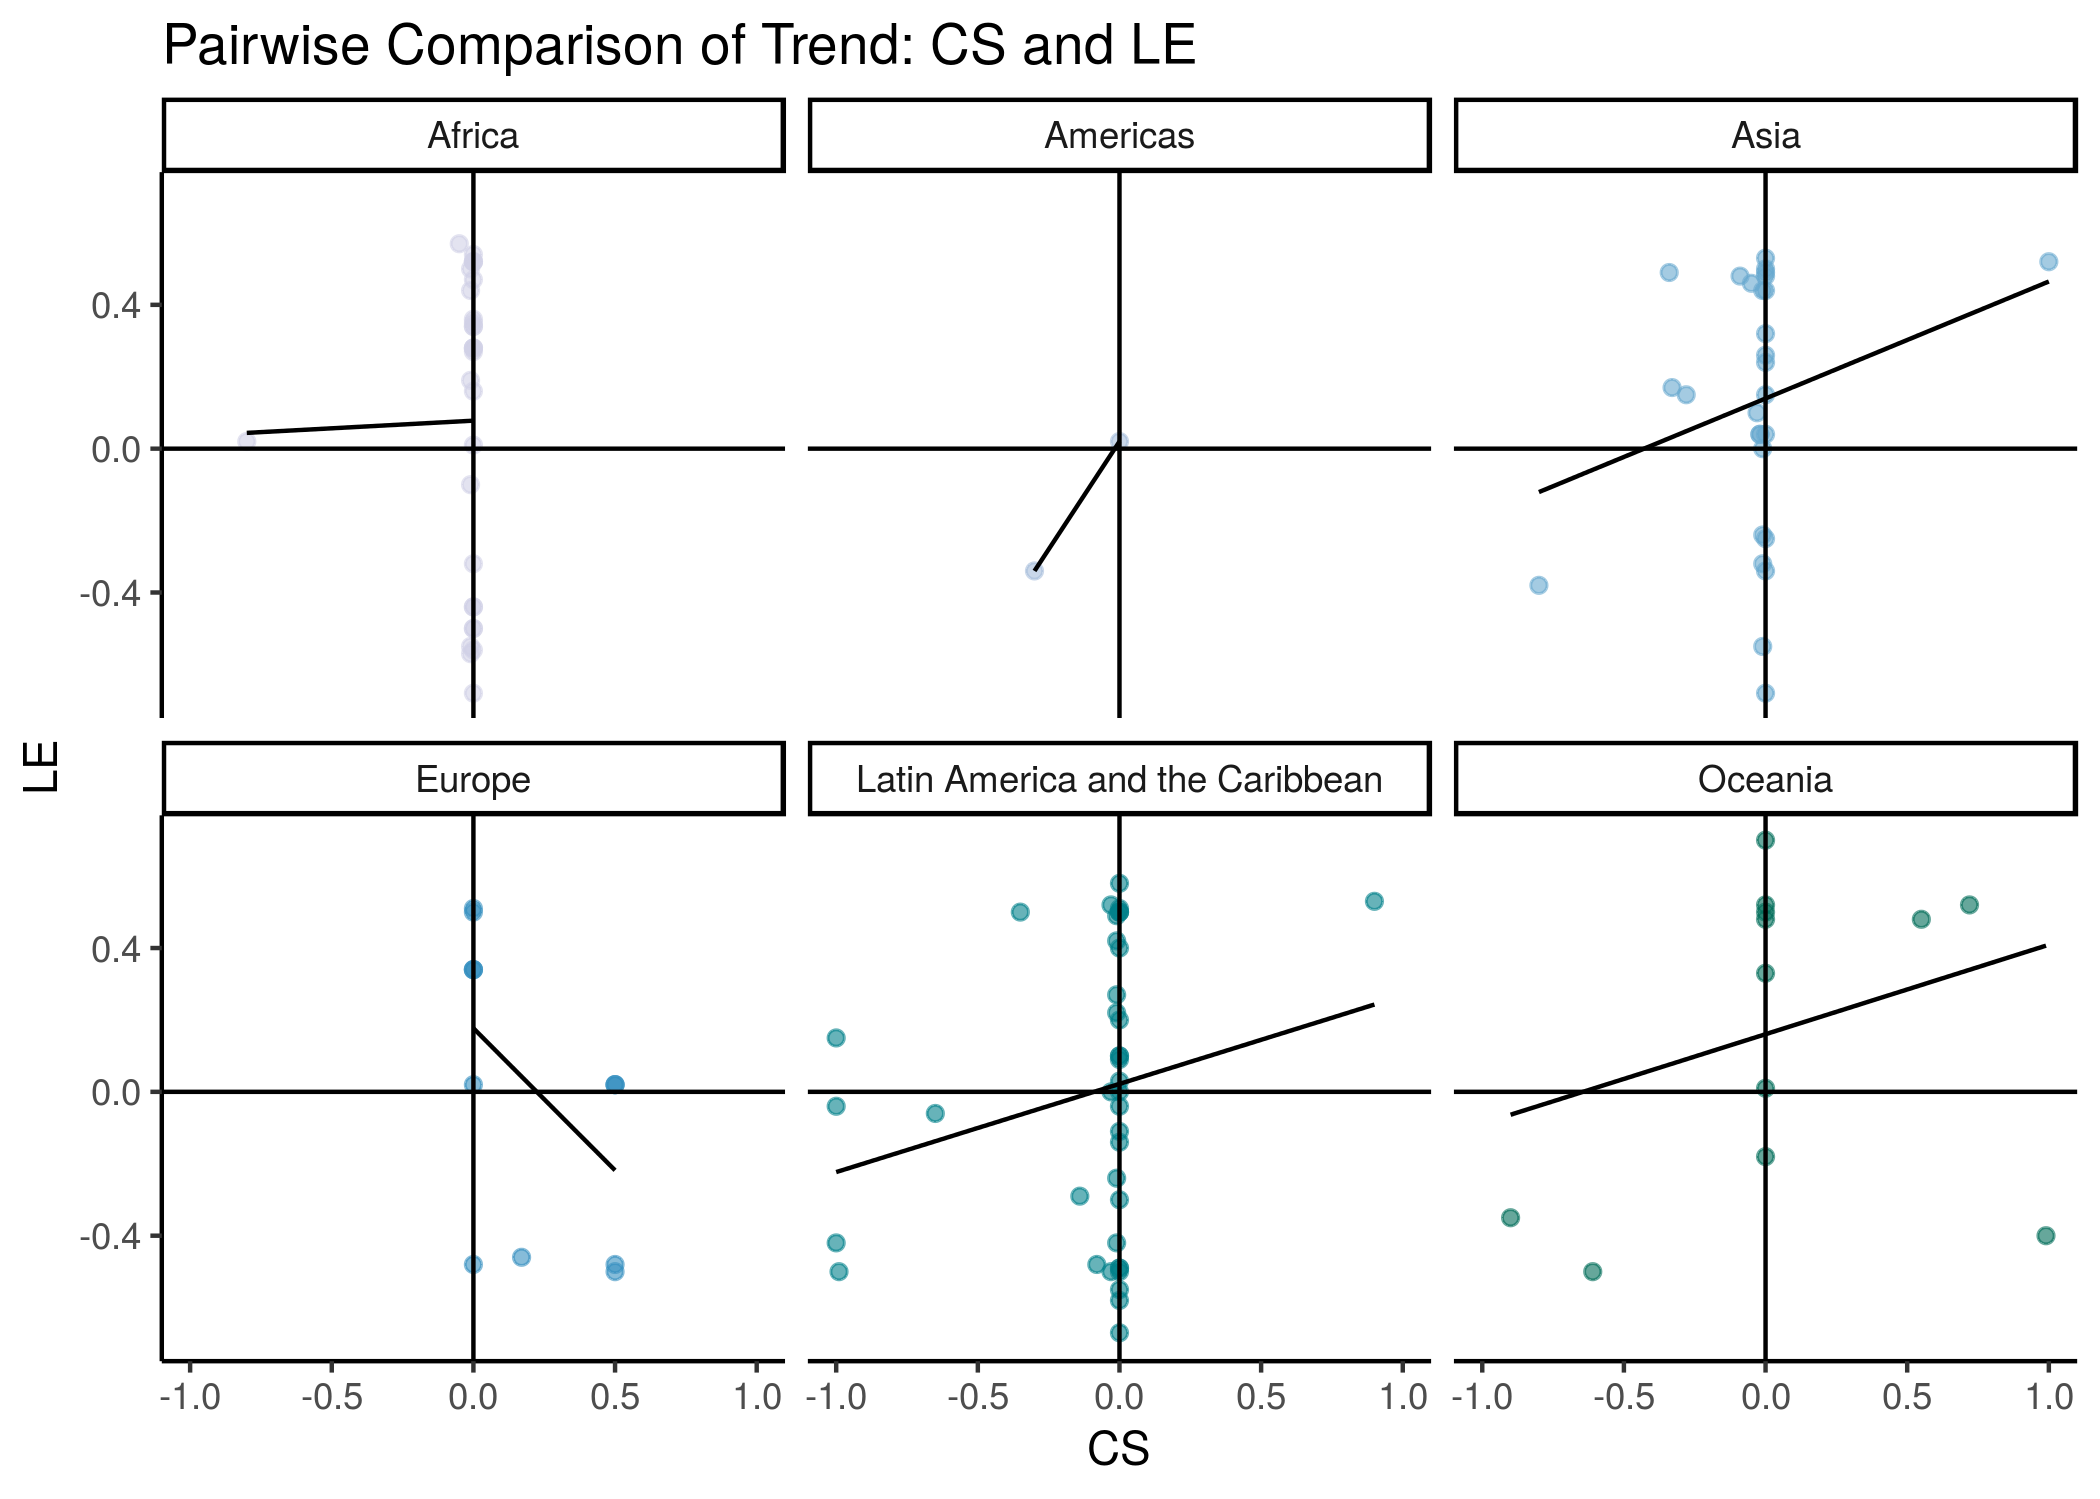 Pairwise Comparison of Trend: CS and LE
Africa
Americas
Asia
0.4
0.0
-0.4
LE
Europe
Latin America and the Caribbean
Oceania
0.4
0.0
-0.4
-1.0 -0.5 0.0 0.5 1.0
-1.0 -0.5 0.0 0.5 1.0
-1.0 -0.5 0.0 0.5 1.0
CS